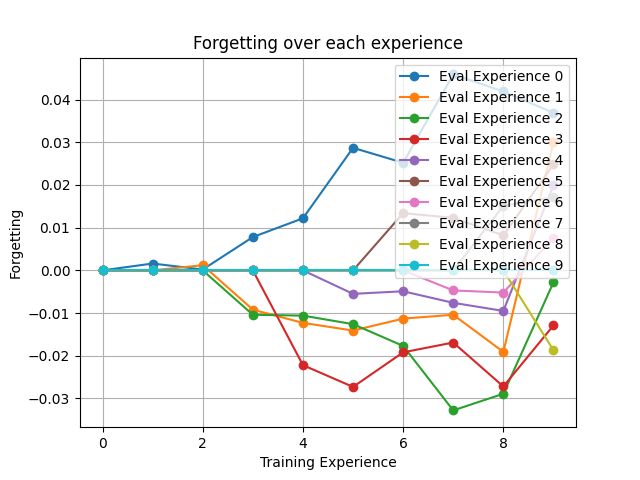 Forgetting over each experience
Forgetting
0.04
0.03
0.02
0.01
0.00
−0.01
−0.02
−0.03
0
2
4
6
8
Training Experience
Eval Experience 0
Eval Experience 1
Eval Experience 2
Eval Experience 3
Eval Experience 4
Eval Experience 5
Eval Experience 6
Eval Experience 7
Eval Experience 8
Eval Experience 9